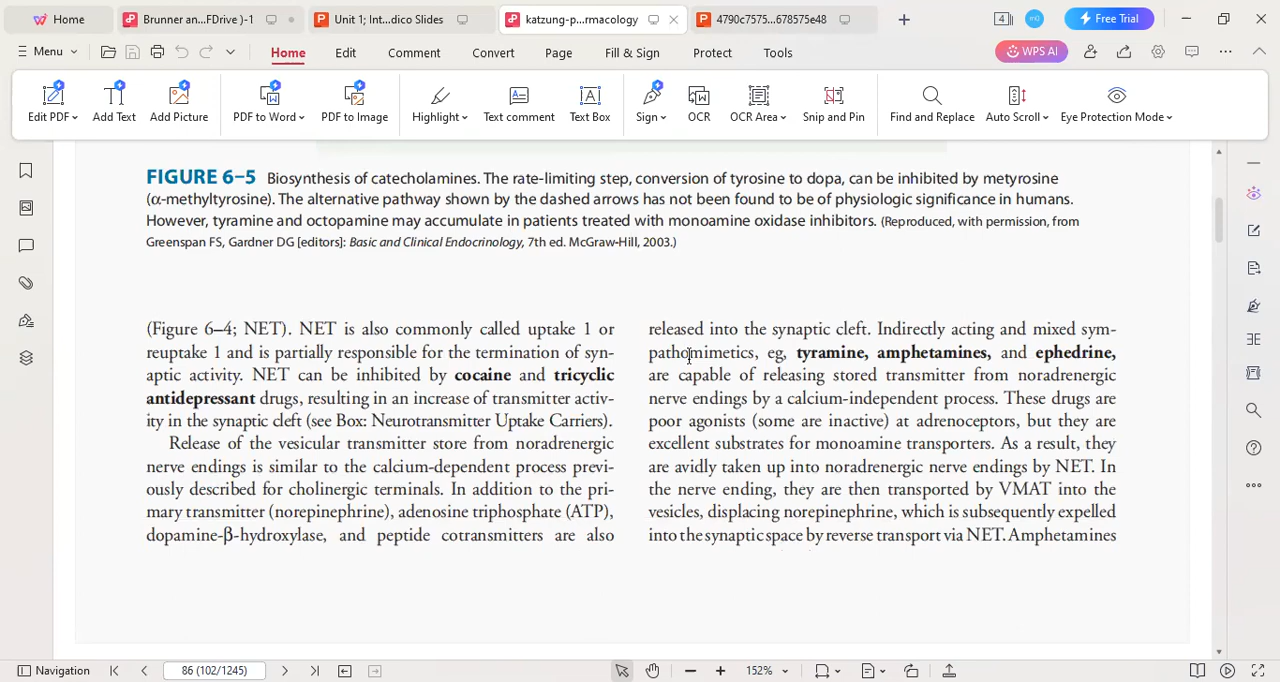 Home
Brunner an...FDrive )-1
Unit 1; Int...dico Slides
katzung-p...rmacology
4790c7575...678575e48
4
Free Trial
Menu
Home
Edit
Comment
Convert
Page
Fill & Sign
Protect
Tools
WPS AI
Edit PDF
Add Text
Add Picture
PDF to Word
PDF to Image
Highlight
Text comment
Text Box
Sign
OCR
OCR Area
Snip and Pin
Find and Replace
Auto Scroll
Eye Protection Mode
FIGURE 6–5 Biosynthesis of catecholamines. The rate-limiting step, conversion of tyrosine to dopa, can be inhibited by metyrosine
(α-methyltyrosine). The alternative pathway shown by the dashed arrows has not been found to be of physiologic significance in humans.
However, tyramine and octopamine may accumulate in patients treated with monoamine oxidase inhibitors. (Reproduced, with permission, from
Greenspan FS, Gardner DG [editors]: Basic and Clinical Endocrinology, 7th ed. McGraw-Hill, 2003.)
(Figure 6–4; NET). NET is also commonly called uptake 1 or
reuptake 1 and is partially responsible for the termination of syn-
aptic activity. NET can be inhibited by cocaine and tricyclic
antidepressant drugs, resulting in an increase of transmitter activ-
ity in the synaptic cleft (see Box: Neurotransmitter Uptake Carriers).
Release of the vesicular transmitter store from noradrenergic
nerve endings is similar to the calcium-dependent process previ-
ously described for cholinergic terminals. In addition to the pri-
mary transmitter (norepinephrine), adenosine triphosphate (ATP),
dopamine-β-hydroxylase, and peptide cotransmitters are also
released into the synaptic cleft. Indirectly acting and mixed sym-
pathomimetics, eg, tyramine, amphetamines, and ephedrine,
are capable of releasing stored transmitter from noradrenergic
nerve endings by a calcium-independent process. These drugs are
poor agonists (some are inactive) at adrenoceptors, but they are
excellent substrates for monoamine transporters. As a result, they
are avidly taken up into noradrenergic nerve endings by NET. In
the nerve ending, they are then transported by VMAT into the
vesicles, displacing norepinephrine, which is subsequently expelled
into the synaptic space by reverse transport via NET. Amphetamines
Navigation
86 (102/1245)
152%